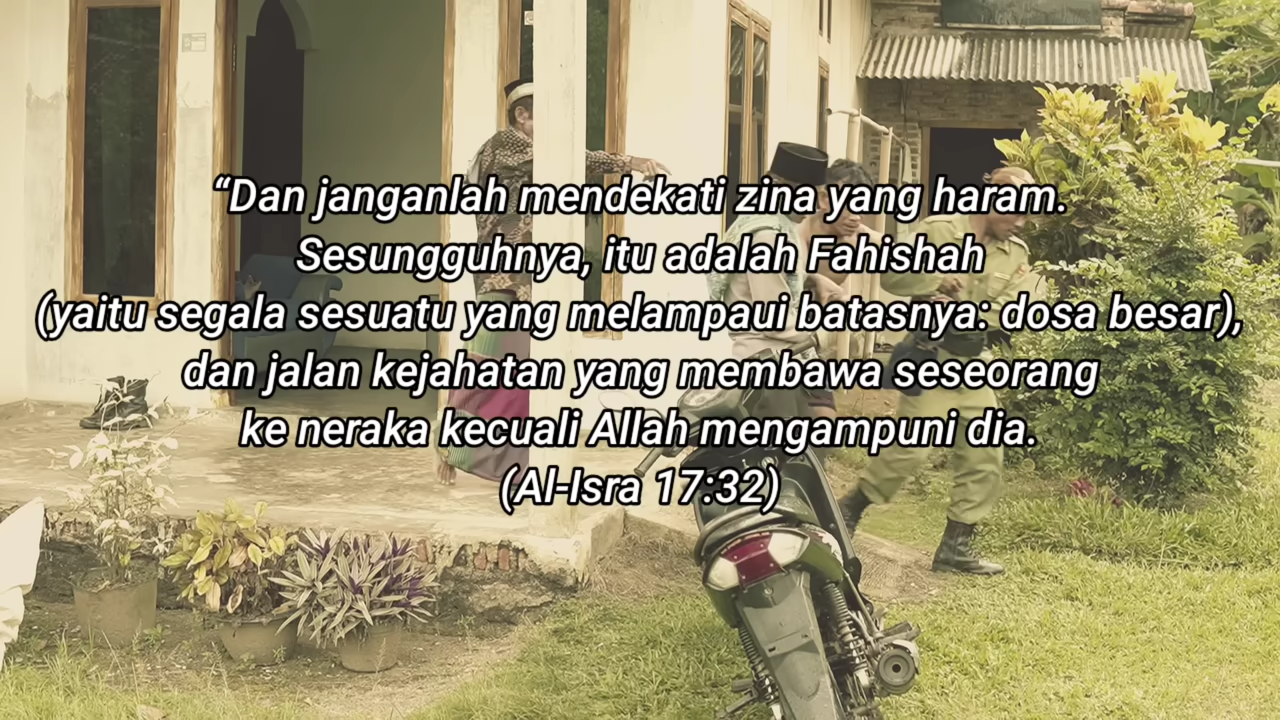 “Dan janganlah mendekati zina yang haram.
Sesungguhnya, itu adalah Fahishah
(yaitu segala sesuatu yang melampaui batasnya: dosa besar),
dan jalan kejahatan yang membawa seseorang
ke neraka kecuali Allah mengampuni dia.
(Al-Isra 17:32)